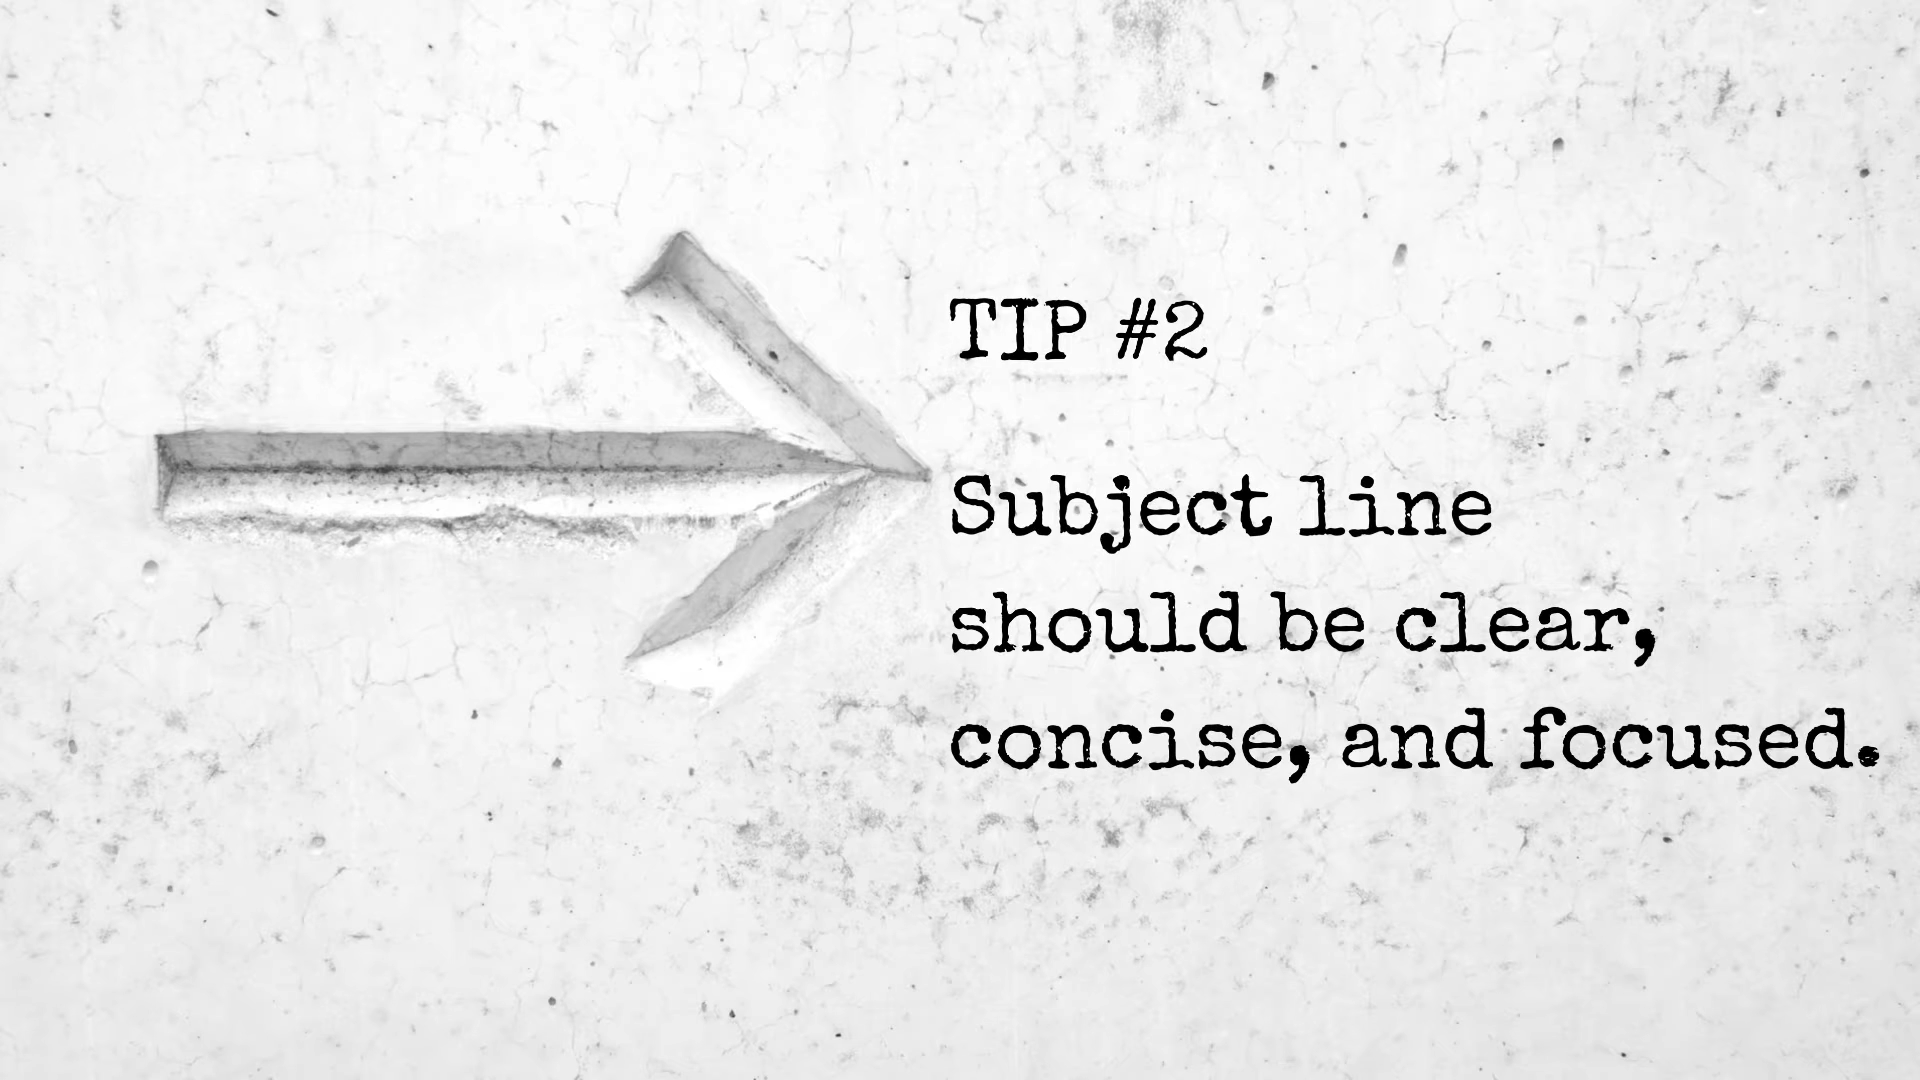 TIP #2
Subject line
should be clear,
concise, and focused.